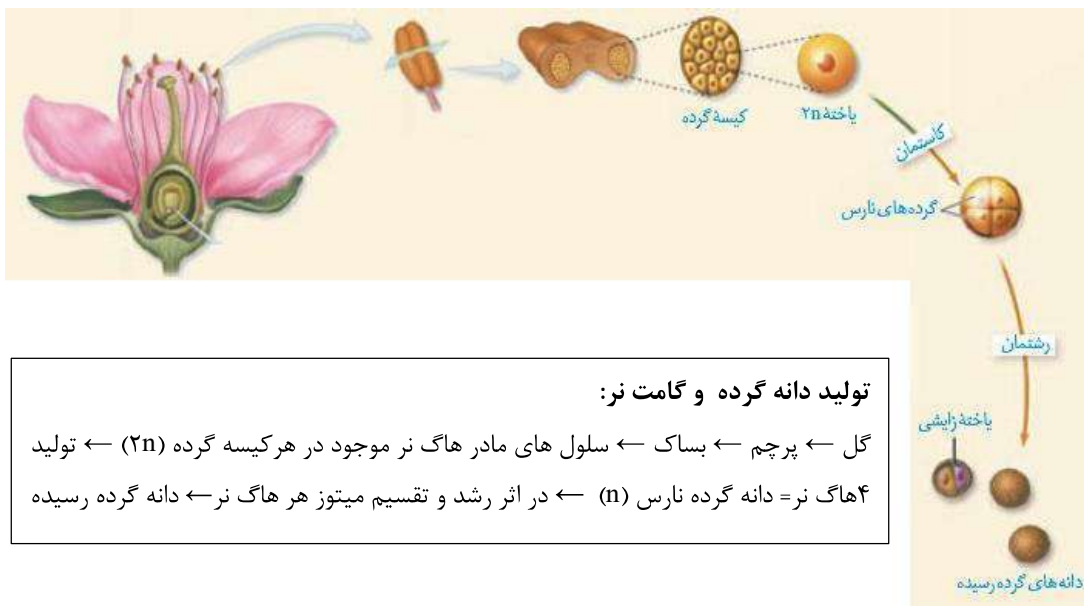 کیسهٔ گرده
یاختهٔ ۲n
کاستمان
گرده‌های نارس
رشتمان
یاختهٔ زایشی
دانه‌های گرده رسیده
تولید دانه گرده و گامت نر:
گل ← پرچم ← بساک ← سلول های مادر هاگ نر موجود در هرکیسه گرده (۲n) ← تولید
۴هاگ نر= دانه گرده نارس (n) ← در اثر رشد و تقسیم میتوز هر هاگ نر← دانه گرده رسیده